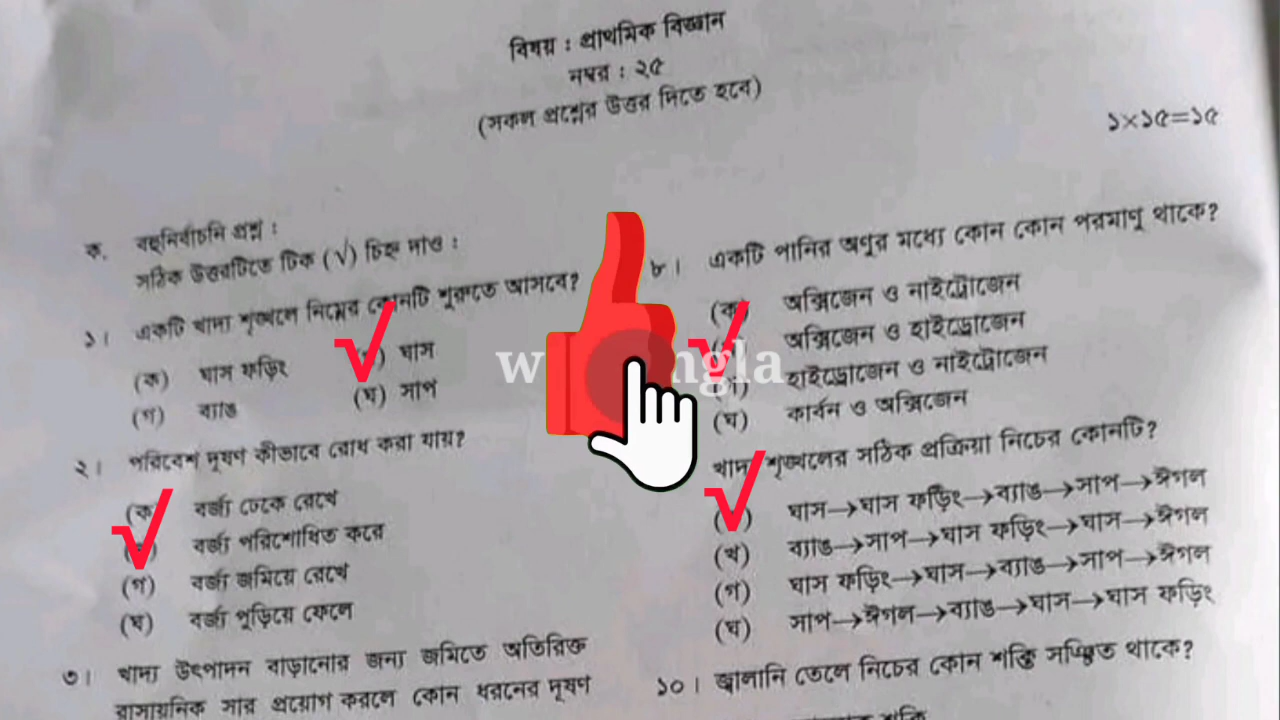 বিষয় : প্রাথমিক বিজ্ঞান
নম্বর : ২৫
(সকল প্রশ্নের উত্তর দিতে হবে)
১×১৫=১৫
ক. বহুনির্বাচনি প্রশ্ন :
সঠিক উত্তরটিতে টিক (√) চিহ্ন দাও :
১। একটি খাদ্য শৃঙ্খলে নিম্নের কোনটি শুরুতে আসবে?
(ক) ঘাস ফড়িং
ঘাস
(গ) ব্যাঙ
(ঘ) সাপ
২। পরিবেশ দূষণ কীভাবে রোধ করা যায়?
(ক) বর্জ্য ঢেকে রেখে
বর্জ্য পরিশোধিত করে
(গ) বর্জ্য জমিয়ে রেখে
(ঘ) বর্জ্য পুড়িয়ে ফেলে
৩। খাদ্য উৎপাদন বাড়ানোর জন্য জমিতে অতিরিক্ত
রাসায়নিক সার প্রয়োগ করলে কোন ধরনের দূষণ
৮। একটি পানির অণুর মধ্যে কোন কোন পরমাণু থাকে?
(ক) অক্সিজেন ও নাইট্রোজেন
অক্সিজেন ও হাইড্রোজেন
(গ) হাইড্রোজেন ও নাইট্রোজেন
(ঘ) কার্বন ও অক্সিজেন
খাদ্য শৃঙ্খলের সঠিক প্রক্রিয়া নিচের কোনটি?
ঘাস→ঘাস ফড়িং→ব্যাঙ→সাপ→ঈগল
(খ) ব্যাঙ→সাপ→ঘাস ফড়িং→ঘাস→ঈগল
(গ) ঘাস ফড়িং→ঘাস→ব্যাঙ→সাপ→ঈগল
(ঘ) সাপ→ঈগল→ব্যাঙ→ঘাস→ঘাস ফড়িং
১০। জ্বালানি তেলে নিচের কোন শক্তি সঞ্চিত থাকে?